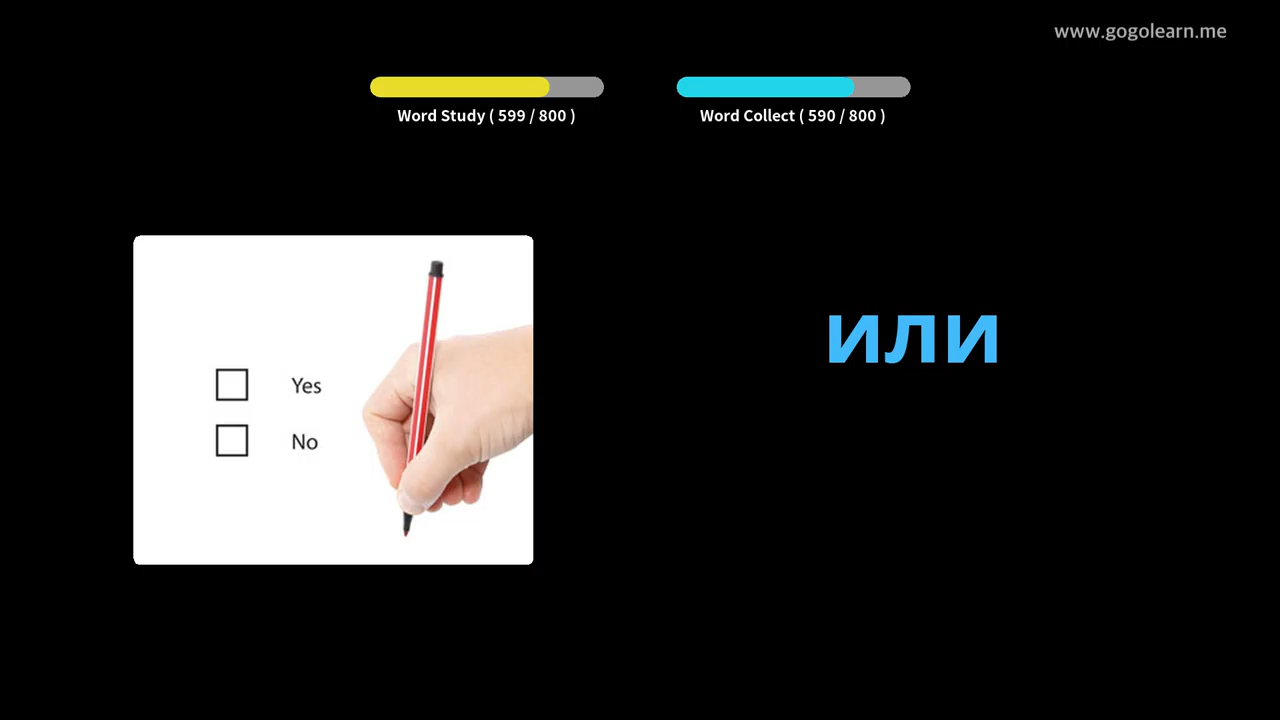 www.gogolearn.me
Word Study ( 599 / 800 )
Word Collect ( 590 / 800 )
Yes
No
или